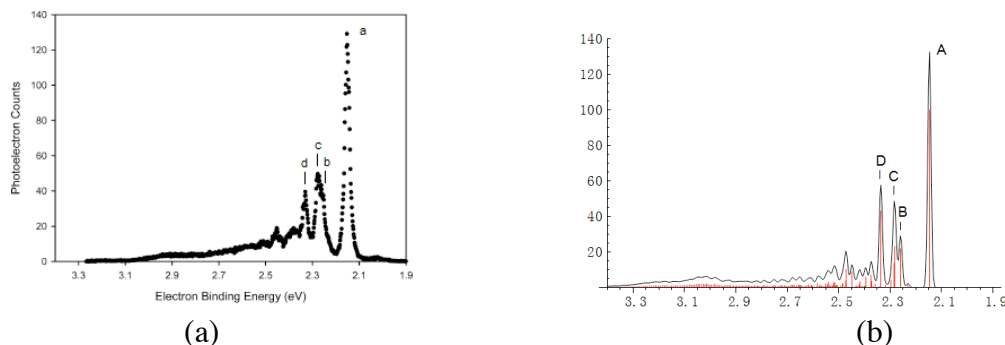 140
120
100
80
60
40
20
0
Photoelectron Counts
a
c
d
b
3.3 3.1 2.9 2.7 2.5 2.3 2.1 1.9
Electron Binding Energy (eV)
(a)
140
120
100
80
60
40
20
A
D
C
B
3.3 3.1 2.9 2.7 2.5 2.3 2.1 1.9
(b)